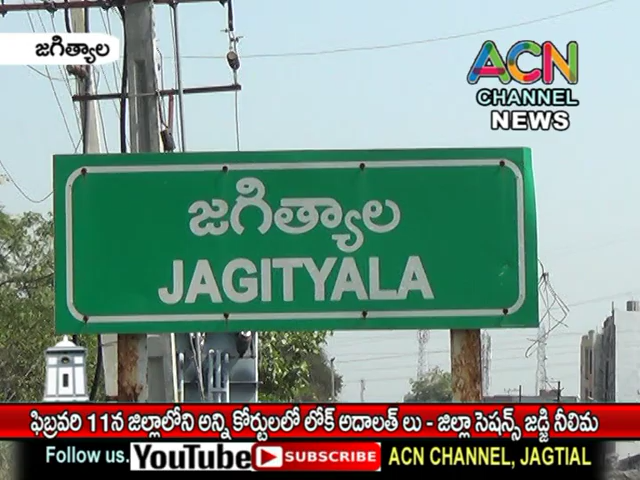 జగిత్యాల
ACN
CHANNEL
NEWS
జగిత్యాల
JAGITYALA
ఫిబ్రవరి 11న జిల్లాలోని అన్ని కోర్టులలో లోక్ అదాలత్ లు - జిల్లా సెషన్స్ జడ్జి నీలిమ
Follow us. YouTube SUBSCRIBE ACN CHANNEL, JAGTIAL